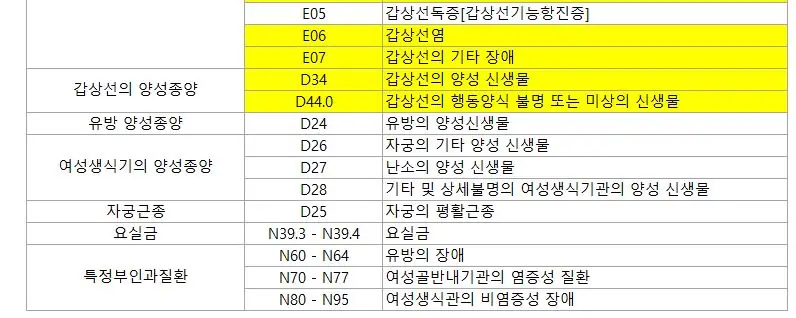 E05 갑상선독증[갑상선기능항진증]
E06 갑상선염
E07 갑상선의 기타 장애
갑상선의 양성종양 D34 갑상선의 양성 신생물
D44.0 갑상선의 행동양식 불명 또는 미상의 신생물
유방 양성종양 D24 유방의 양성신생물
여성생식기의 양성종양 D26 자궁의 기타 양성 신생물
D27 난소의 양성 신생물
D28 기타 및 상세불명의 여성생식기관의 양성 신생물
자궁근종 D25 자궁의 평활근종
요실금 N39.3 - N39.4 요실금
특정부인과질환 N60 - N64 유방의 장애
N70 - N77 여성골반내기관의 염증성 질환
N80 - N95 여성생식관의 비염증성 장애